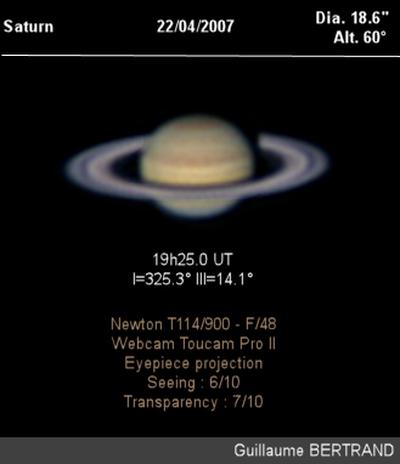 Saturn
22/04/2007
Dia. 18.6"
Alt. 60°
19h25.0 UT
I=325.3° III=14.1°
Newton T114/900 - F/48
Webcam Toucam Pro II
Eyepiece projection
Seeing : 6/10
Transparency : 7/10
Guillaume BERTRAND